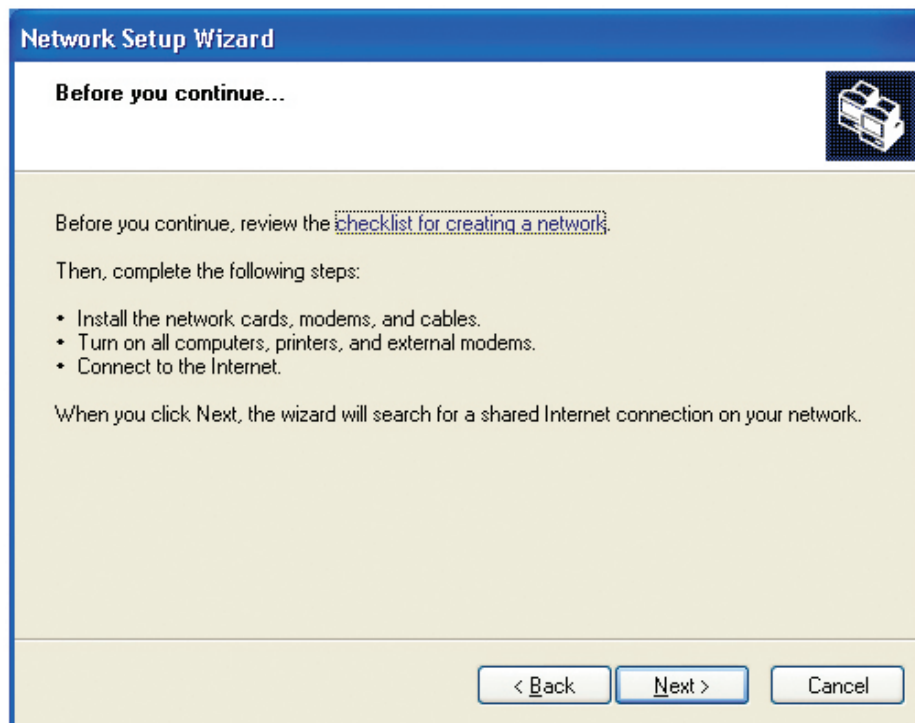 Network Setup Wizard
Before you continue...
Before you continue, review the checklist for creating a network.
Then, complete the following steps:
• Install the network cards, modems, and cables.
• Turn on all computers, printers, and external modems.
• Connect to the Internet.
When you click Next, the wizard will search for a shared Internet connection on your network.
< Back Next > Cancel